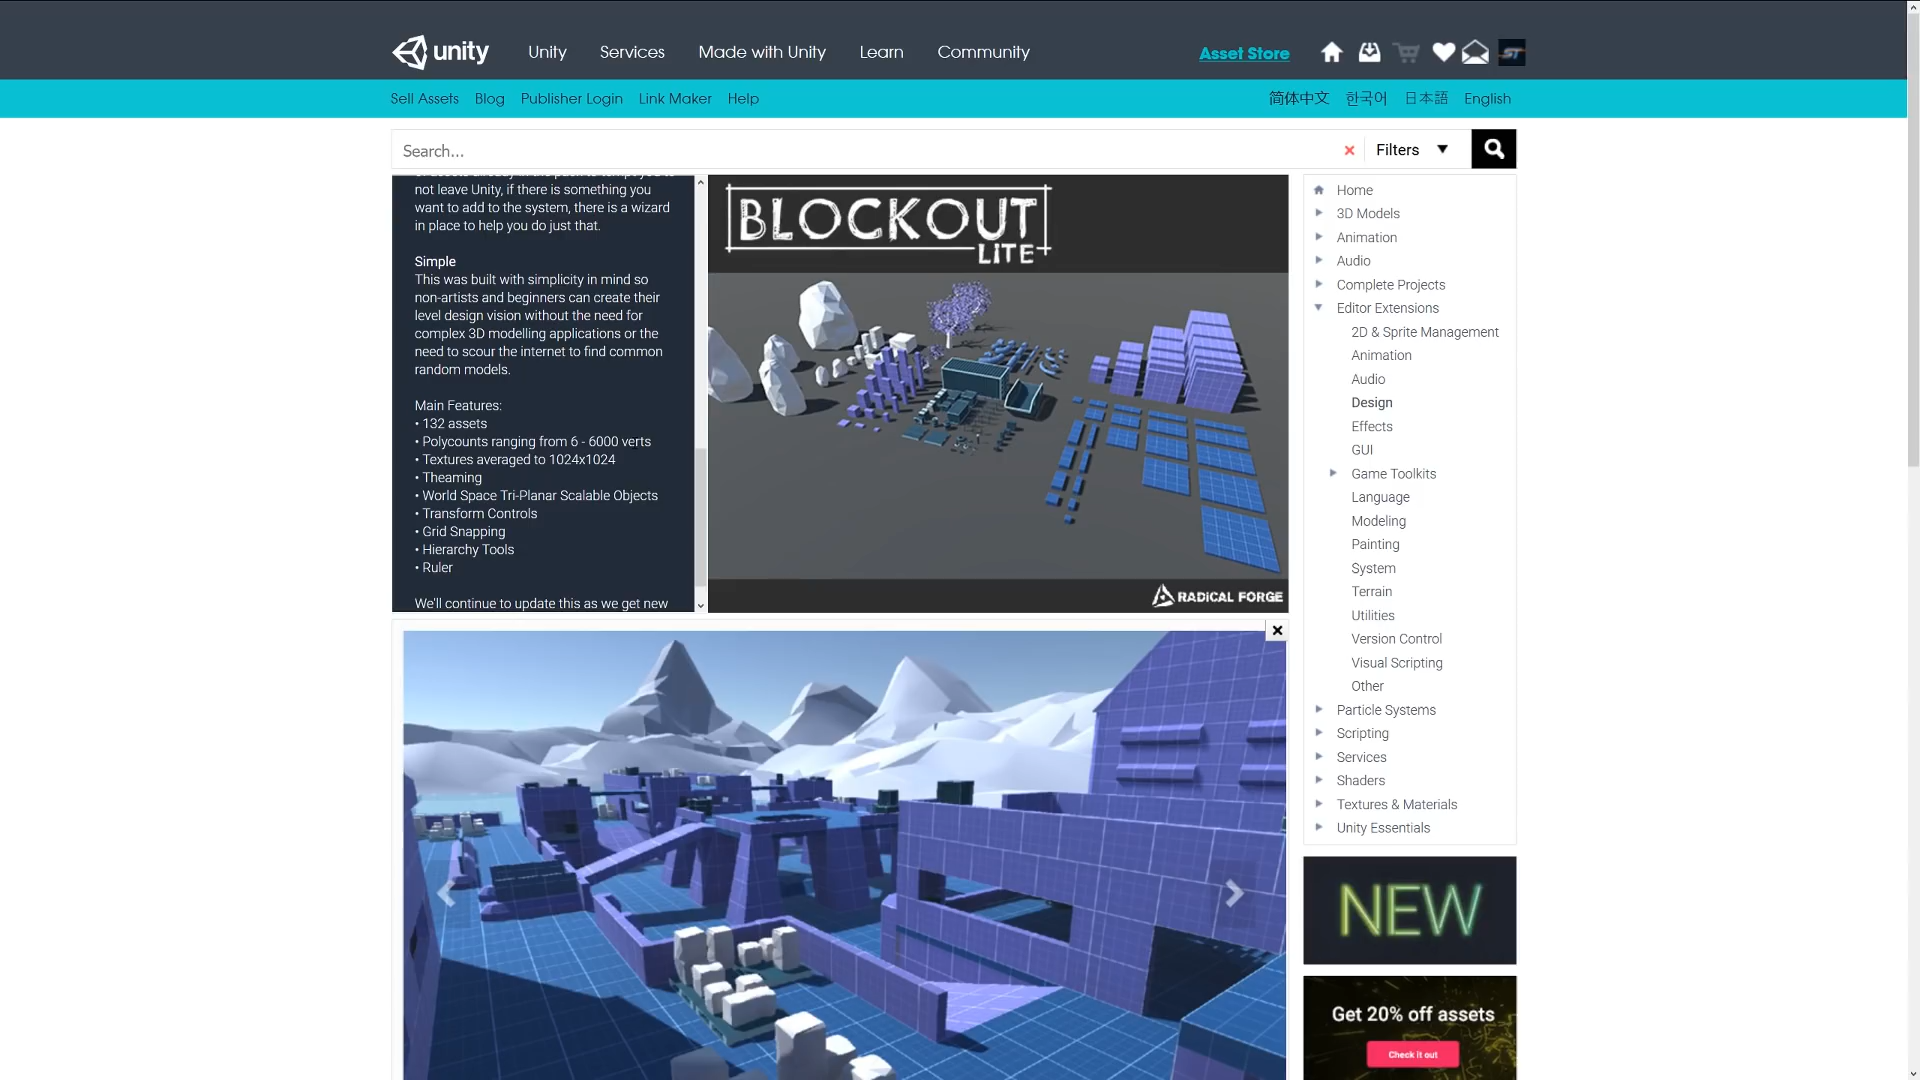 unity
Unity Services Made with Unity Learn Community Asset Store
Sell Assets Blog Publisher Login Link Maker Help 简体中文 한국어 日本語 English
Search... Filters
not leave Unity, if there is something you
want to add to the system, there is a wizard
in place to help you do just that.
Simple
This was built with simplicity in mind so
non-artists and beginners can create their
level design vision without the need for
complex 3D modelling applications or the
need to scour the internet to find common
random models.
Main Features:
• 132 assets
• Polycounts ranging from 6 - 6000 verts
• Textures averaged to 1024x1024
• Theaming
• World Space Tri-Planar Scalable Objects
• Transform Controls
• Grid Snapping
• Hierarchy Tools
• Ruler
We'll continue to update this as we get new
BLOCKOUT
LITE
RADICAL FORGE
Home
3D Models
Animation
Audio
Complete Projects
Editor Extensions
2D & Sprite Management
Animation
Audio
Design
Effects
GUI
Game Toolkits
Language
Modeling
Painting
System
Terrain
Utilities
Version Control
Visual Scripting
Other
Particle Systems
Scripting
Services
Shaders
Textures & Materials
Unity Essentials
NEW
Get 20% off assets
Check it out